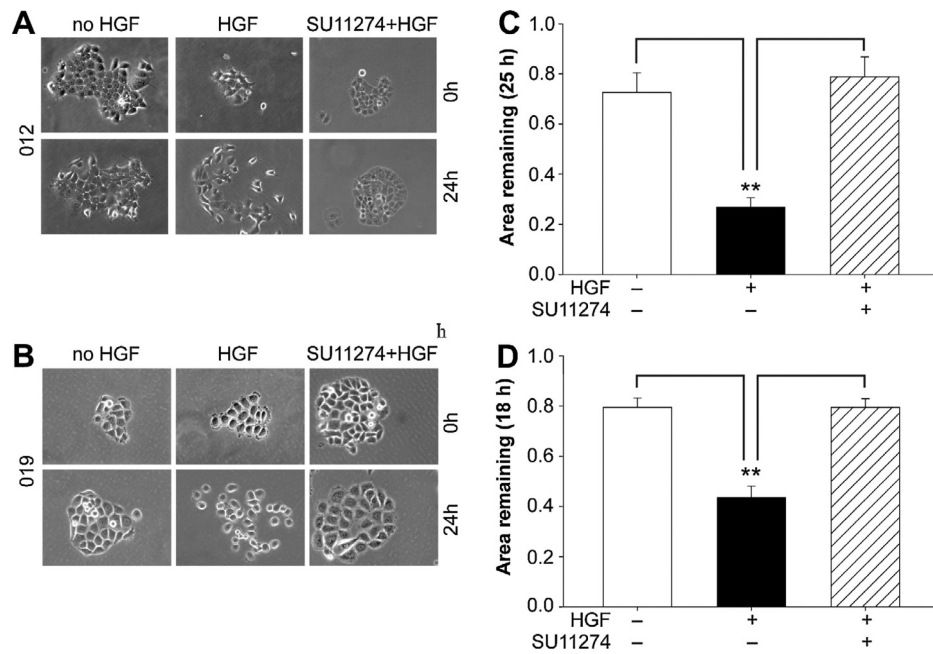 A
no HGF HGF SU11274+HGF
012
0h
24h
C
Area remaining (25 h)
1.0
0.8
0.6
0.4
0.2
0.0
**
HGF – + +
SU11274 – – +
h
B
no HGF HGF SU11274+HGF
019
0h
24h
D
Area remaining (18 h)
1.0
0.8
0.6
0.4
0.2
0.0
**
HGF – + +
SU11274 – – +